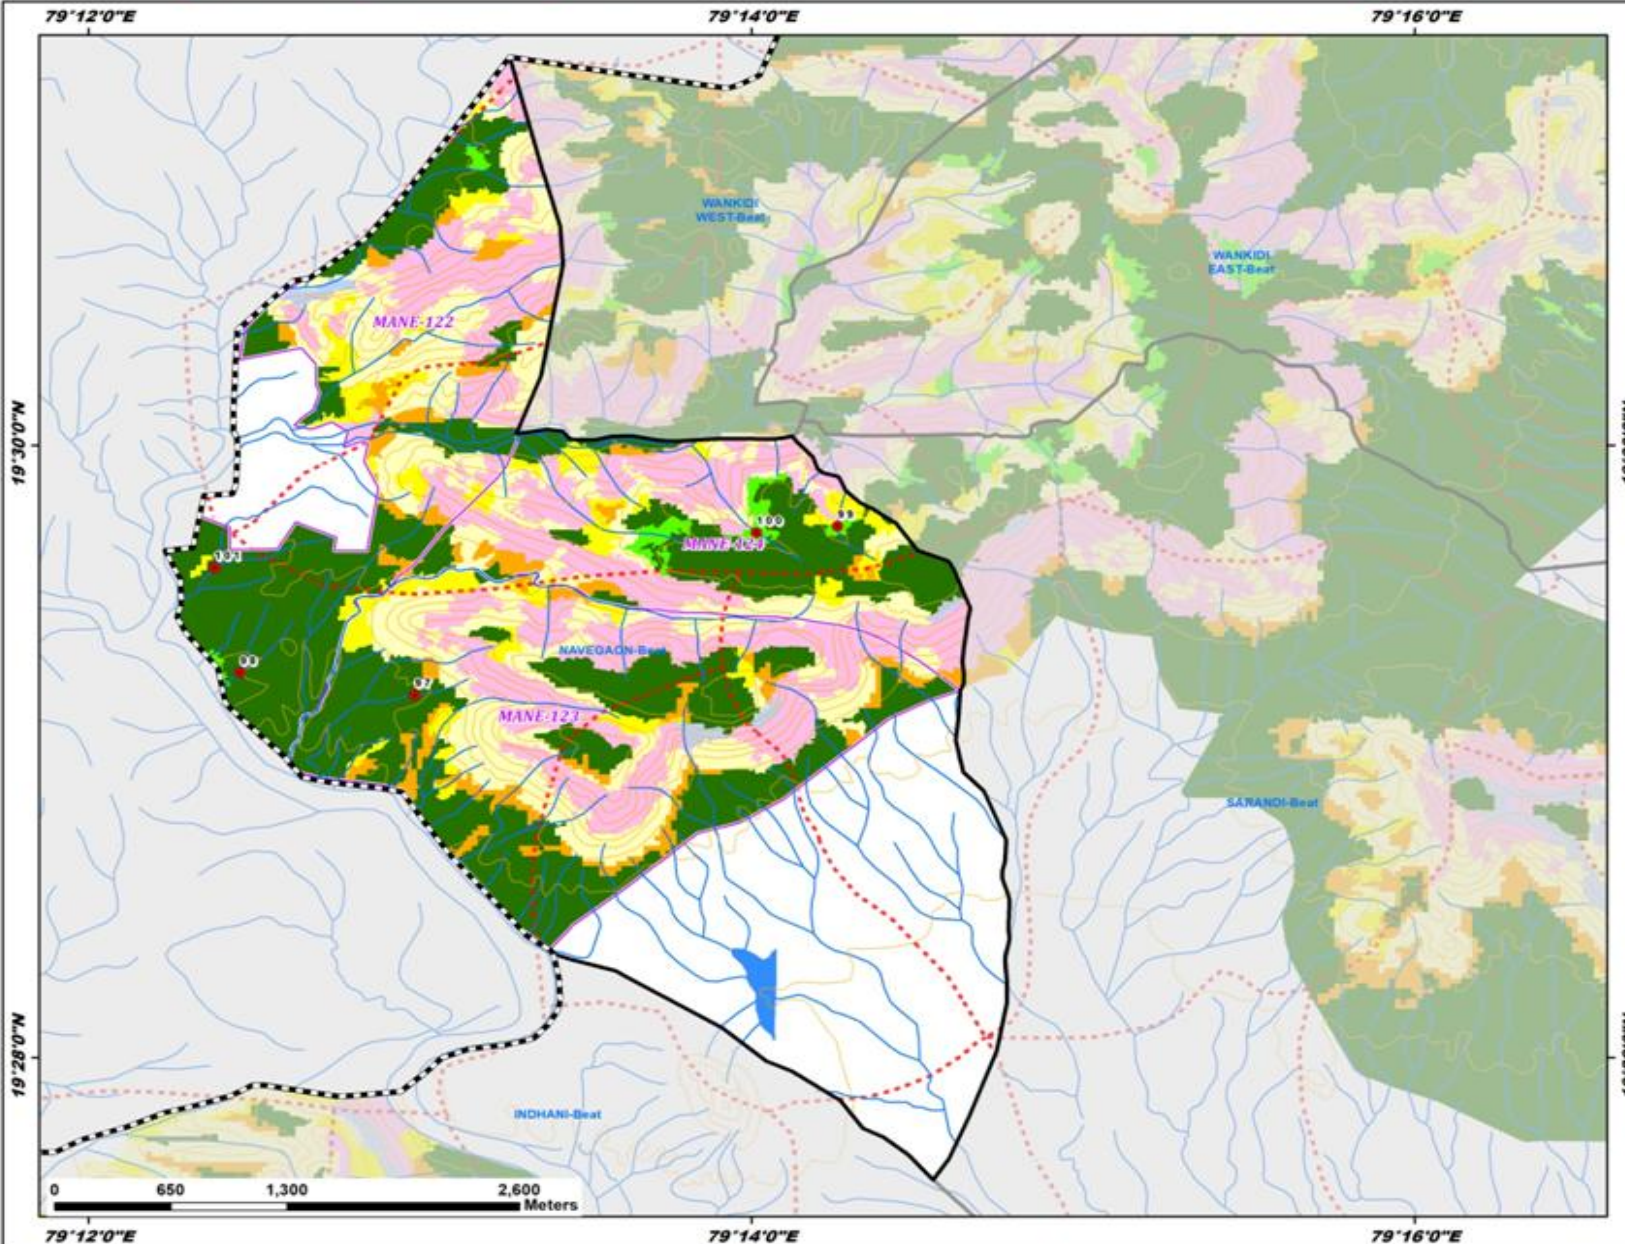 79°12'0"E
79°14'0"E
79°16'0"E
WANKIDI
WEST-Beat
WANKIDI
EAST-Beat
MANE-122
19°30'0"N
100
99
MANE-124
101
NAVEGAON-Beat
97
MANE-123
SARANDI-Beat
19°28'0"N
INDHANI-Beat
0 650 1,300 2,600
Meters
79°12'0"E
79°14'0"E
79°16'0"E